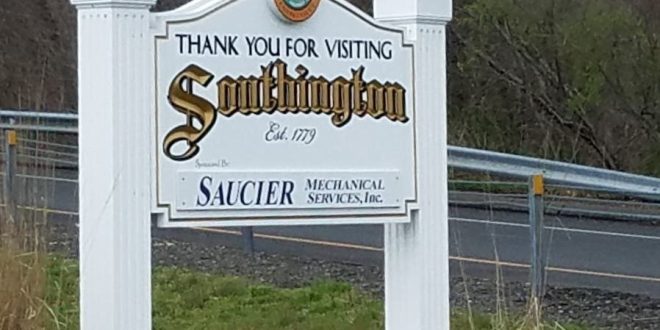 THANK YOU FOR VISITING
Southington
Est. 1779
Sponsored By:
SAUCIER MECHANICAL
SERVICES, INC.